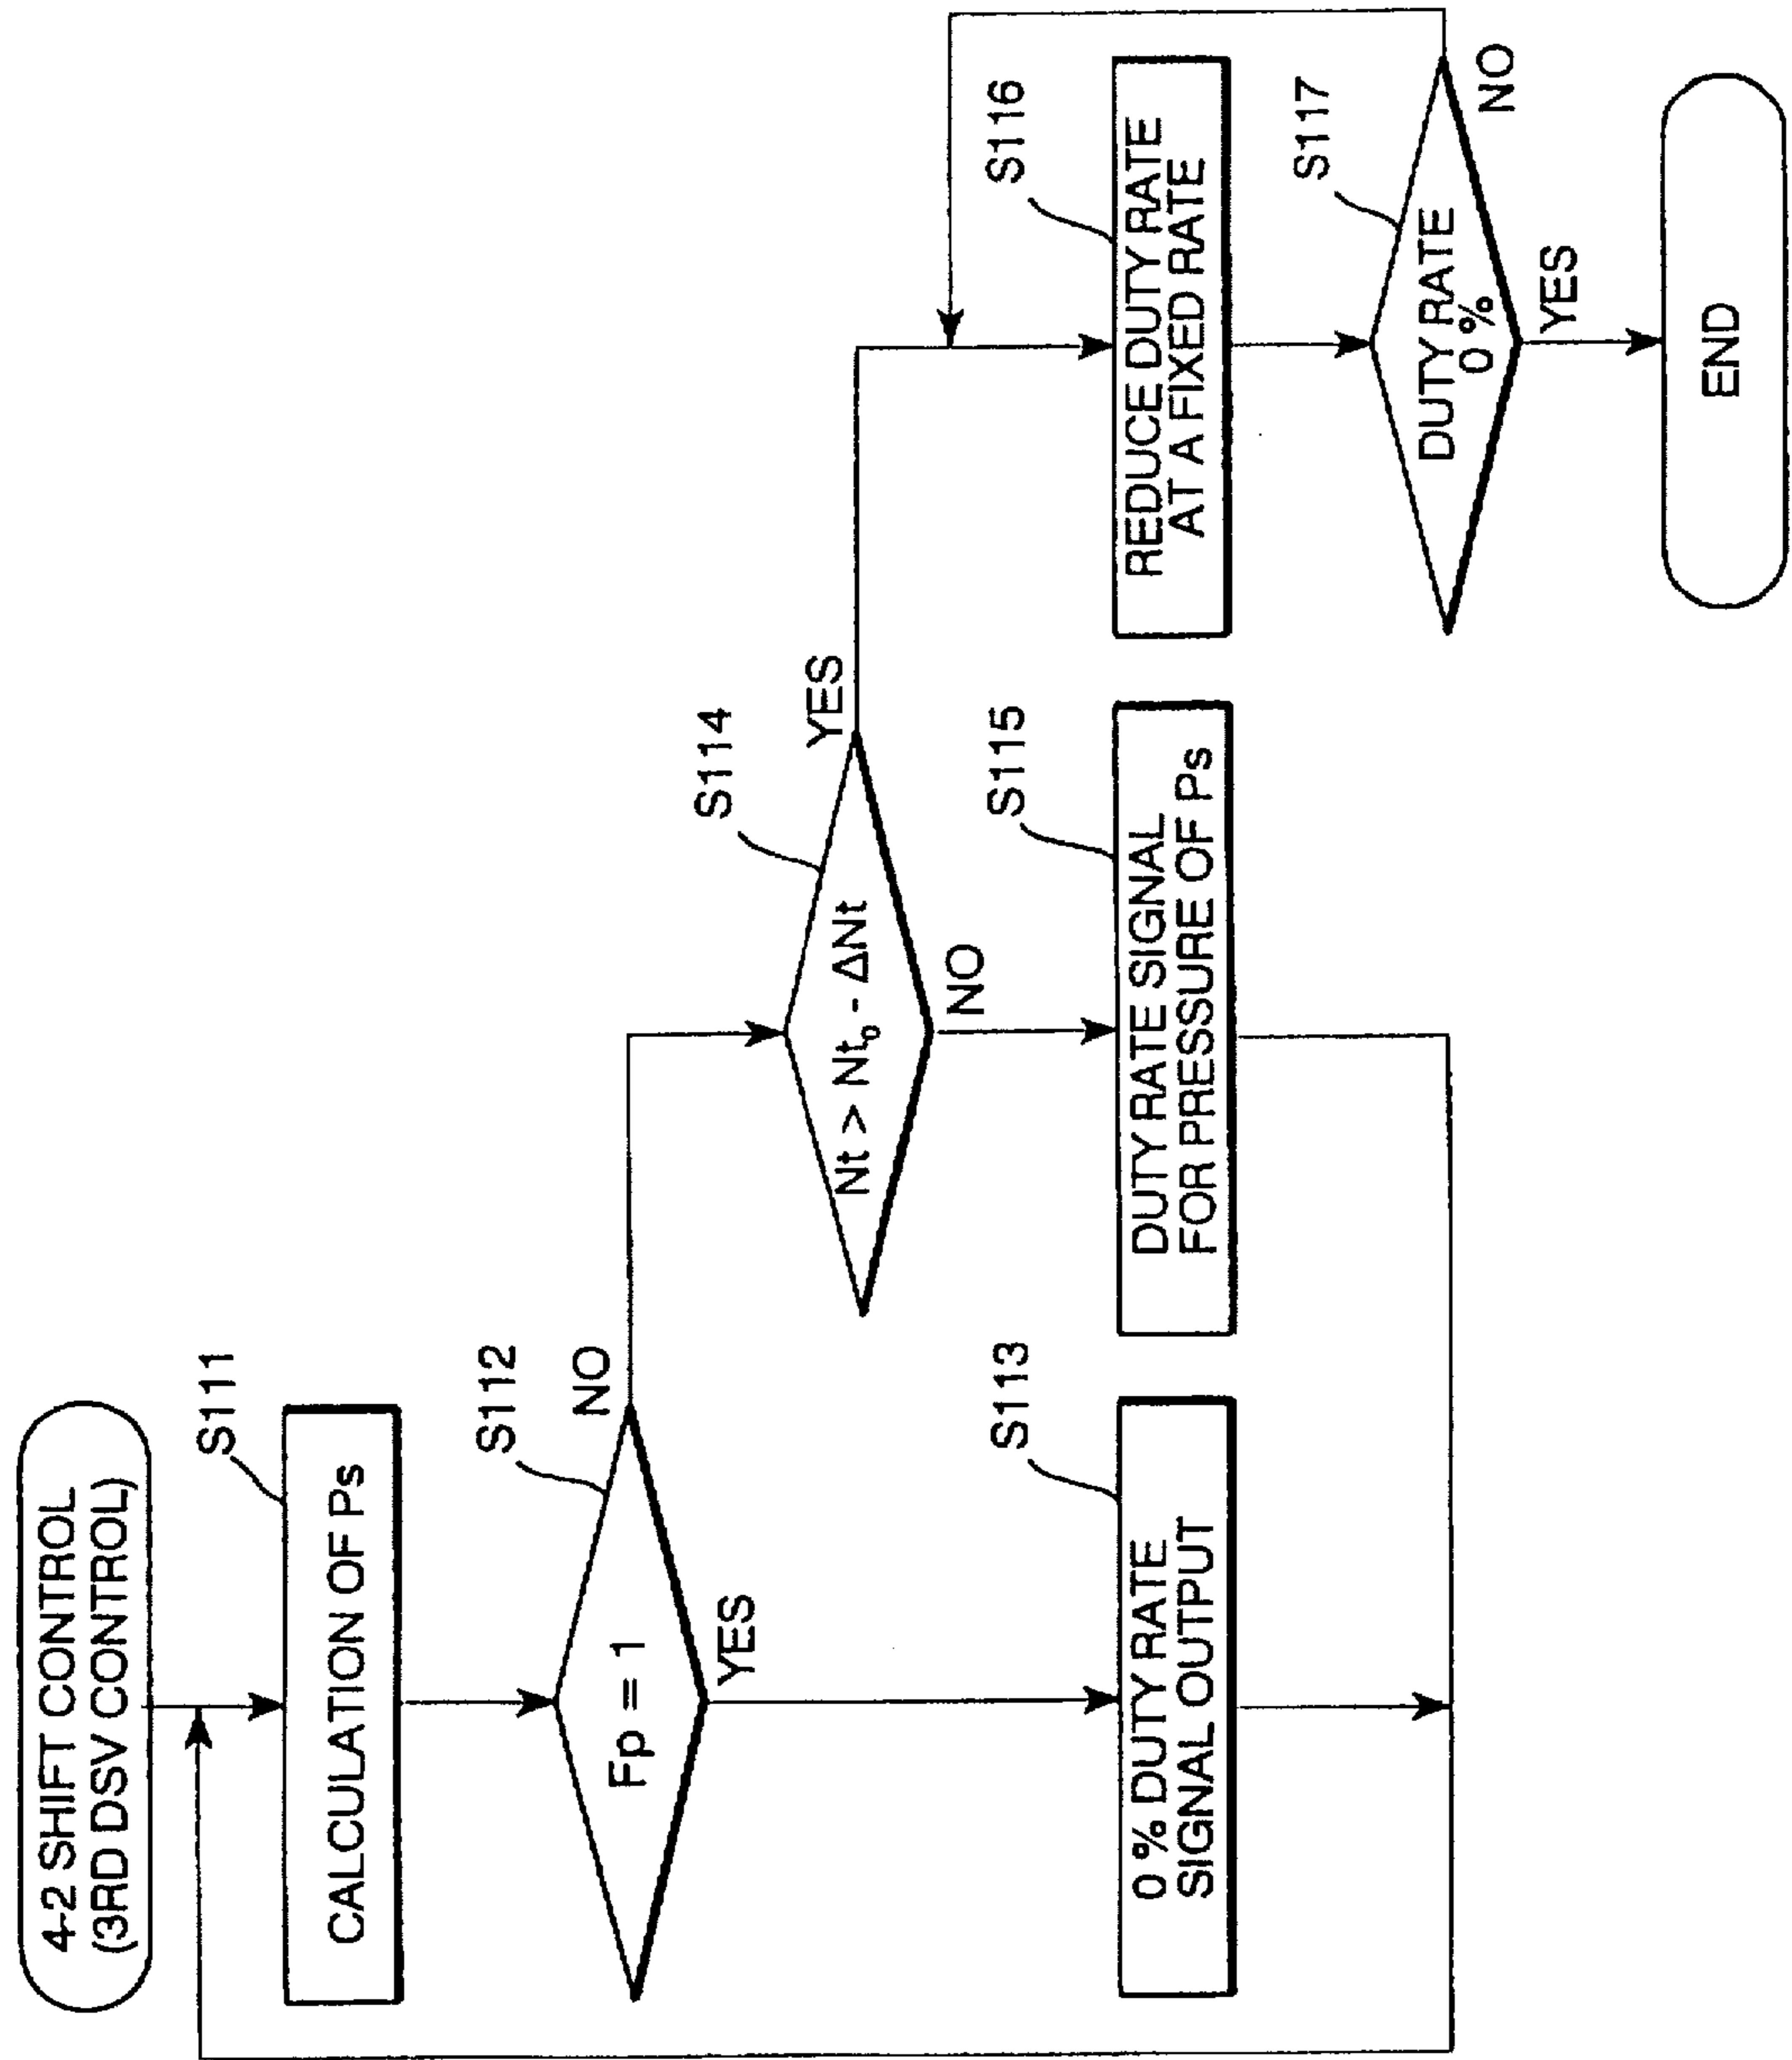 4-2 SHIFT CONTROL
(3RD DSV CONTROL)
S111
CALCULATION OF Ps
S112
Fp = 1
NO
YES
S113
0 % DUTY RATE
SIGNAL OUTPUT
S114
Nt > Nt₀ - ΔNt
YES
NO
S115
DUTY RATE SIGNAL
FOR PRESSURE OF Ps
S116
REDUCE DUTY RATE
AT A FIXED RATE
S117
DUTY RATE
0 %
NO
YES
END